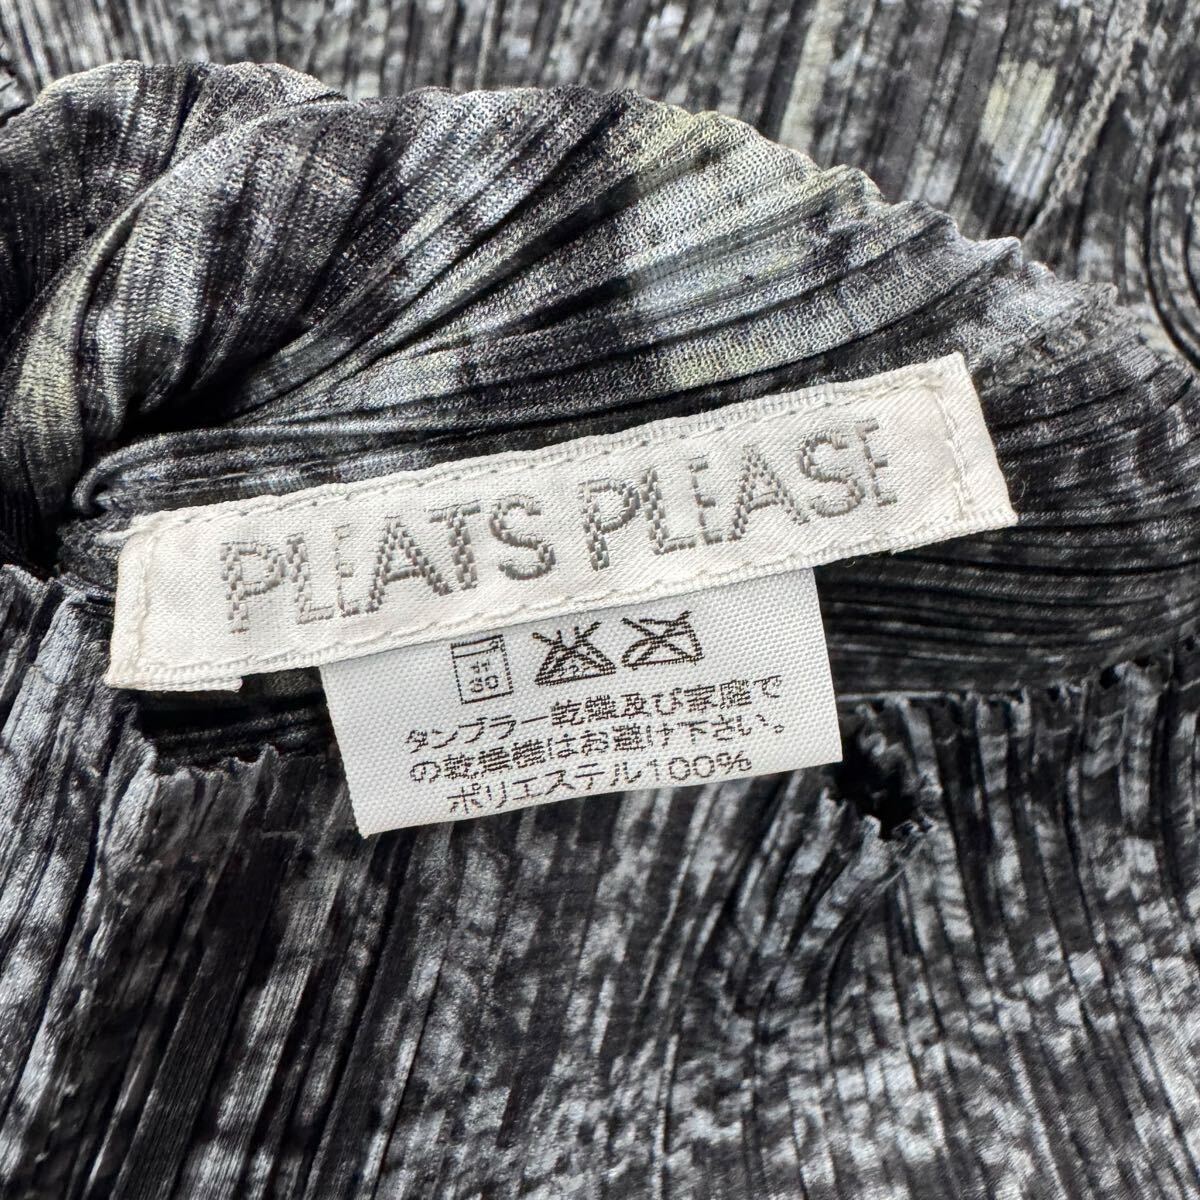 PLEATS PLEASE
30
タンブラー乾燥及び家庭で
の乾燥機はお避け下さい。
ポリエステル100%